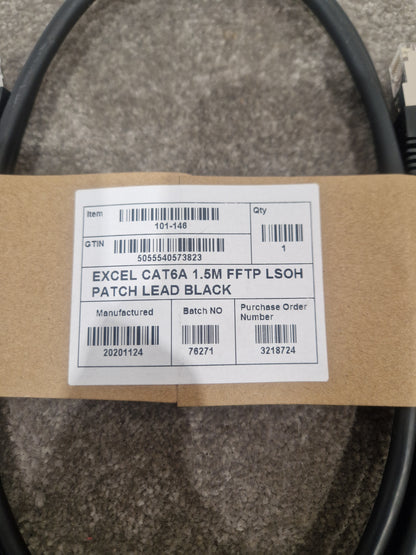 Item
101-146
Qty
1
GTIN
5055540573823
EXCEL CAT6A 1.5M FFTP LSOH
PATCH LEAD BLACK
Manufactured
20201124
Batch NO
76271
Purchase Order
Number
3218724